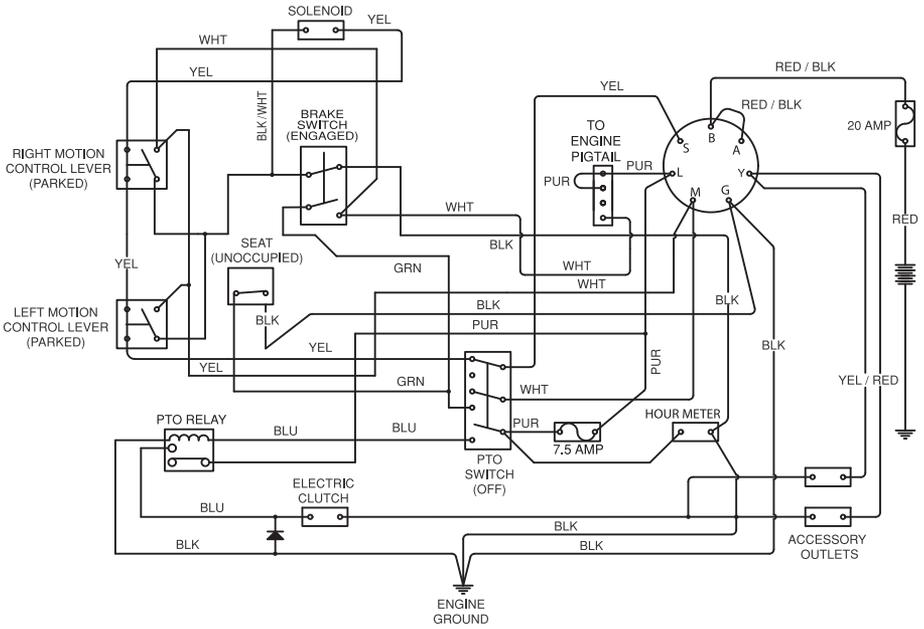 SOLENOID
YEL
WHT
YEL
RED / BLK
YEL
BLK / WHT
BRAKE
SWITCH
(ENGAGED)
RED / BLK
TO
ENGINE
PIGTAIL
20 AMP
B
S
A
RIGHT MOTION
CONTROL LEVER
(PARKED)
PUR
PUR
L
Y
M
G
WHT
RED
BLK
SEAT
(UNOCCUPIED)
YEL
GRN
WHT
WHT
LEFT MOTION
CONTROL LEVER
(PARKED)
BLK
BLK
BLK
PUR
YEL
BLK
YEL
PUR
GRN
WHT
YEL / RED
PTO RELAY
BLU
BLU
PUR
HOUR METER
7.5 AMP
PTO
SWITCH
(OFF)
ELECTRIC
CLUTCH
BLU
BLK
BLK
BLK
ACCESSORY
OUTLETS
ENGINE
GROUND